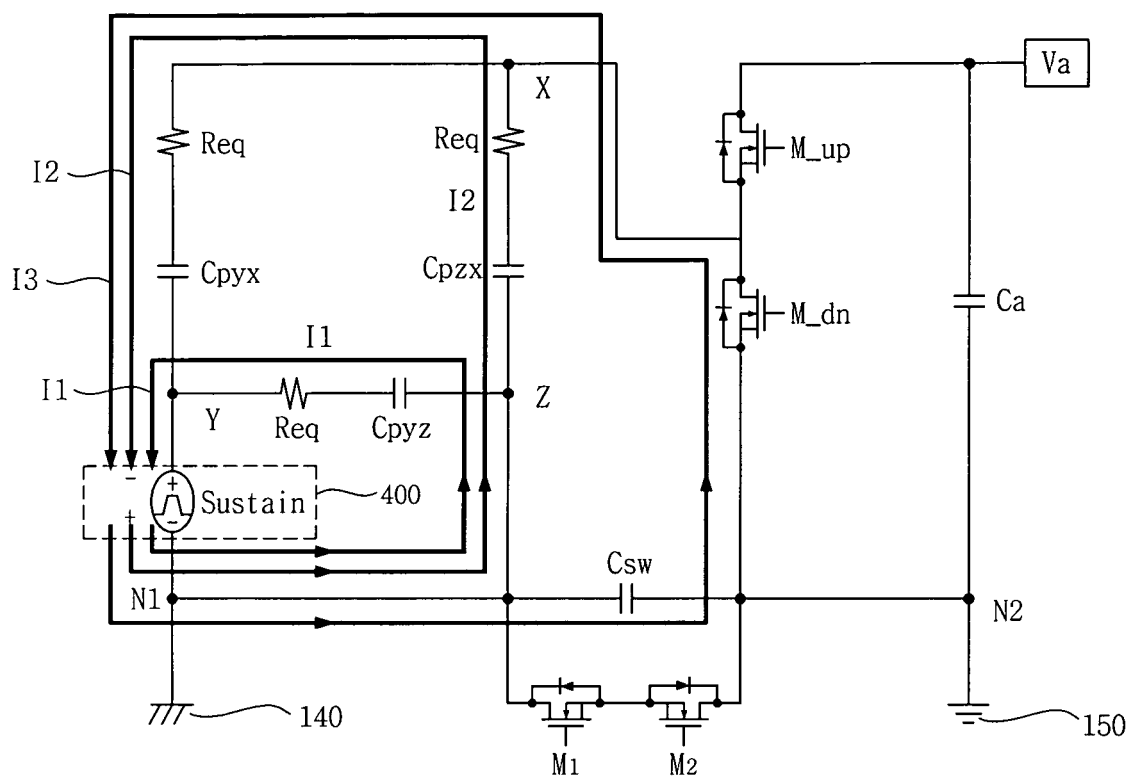 Va
X
Req
Req
M_up
I2
I2
I3
Cpyx
Cpzx
Ca
M_dn
I1
I1
Y
Req
Cpyz
Z
-
+
+
-
Sustain
400
Csw
N1
N2
140
150
M1
M2